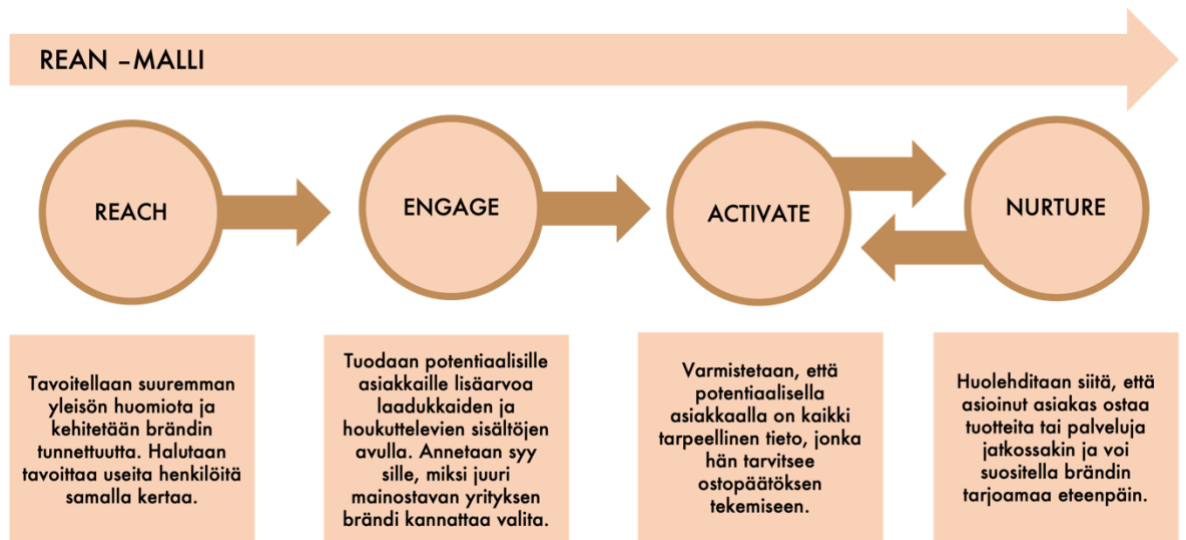 REAN –MALLI
REACH
ENGAGE
ACTIVATE
NURTURE
Tavoitellaan suuremman
yleisön huomiota ja
kehitetään brändin
tunnettuutta. Halutaan
tavoittaa useita henkilöitä
samalla kertaa.
Tuodaan potentiaalisille
asiakkaille lisäarvoa
laadukkaiden ja
houkuttelevien sisältöjen
avulla. Annetaan syy
sille, miksi juuri
mainostavan yrityksen
brändi kannattaa valita.
Varmistetaan, että
potentiaalisella
asiakkaalla on kaikki
tarpeellinen tieto, jonka
hän tarvitsee
ostopäätöksen
tekemiseen.
Huolehditaan siitä, että
asioinut asiakas ostaa
tuotteita tai palveluja
jatkossakin ja voi
suositella brändin
tarjoamaa eteenpäin.